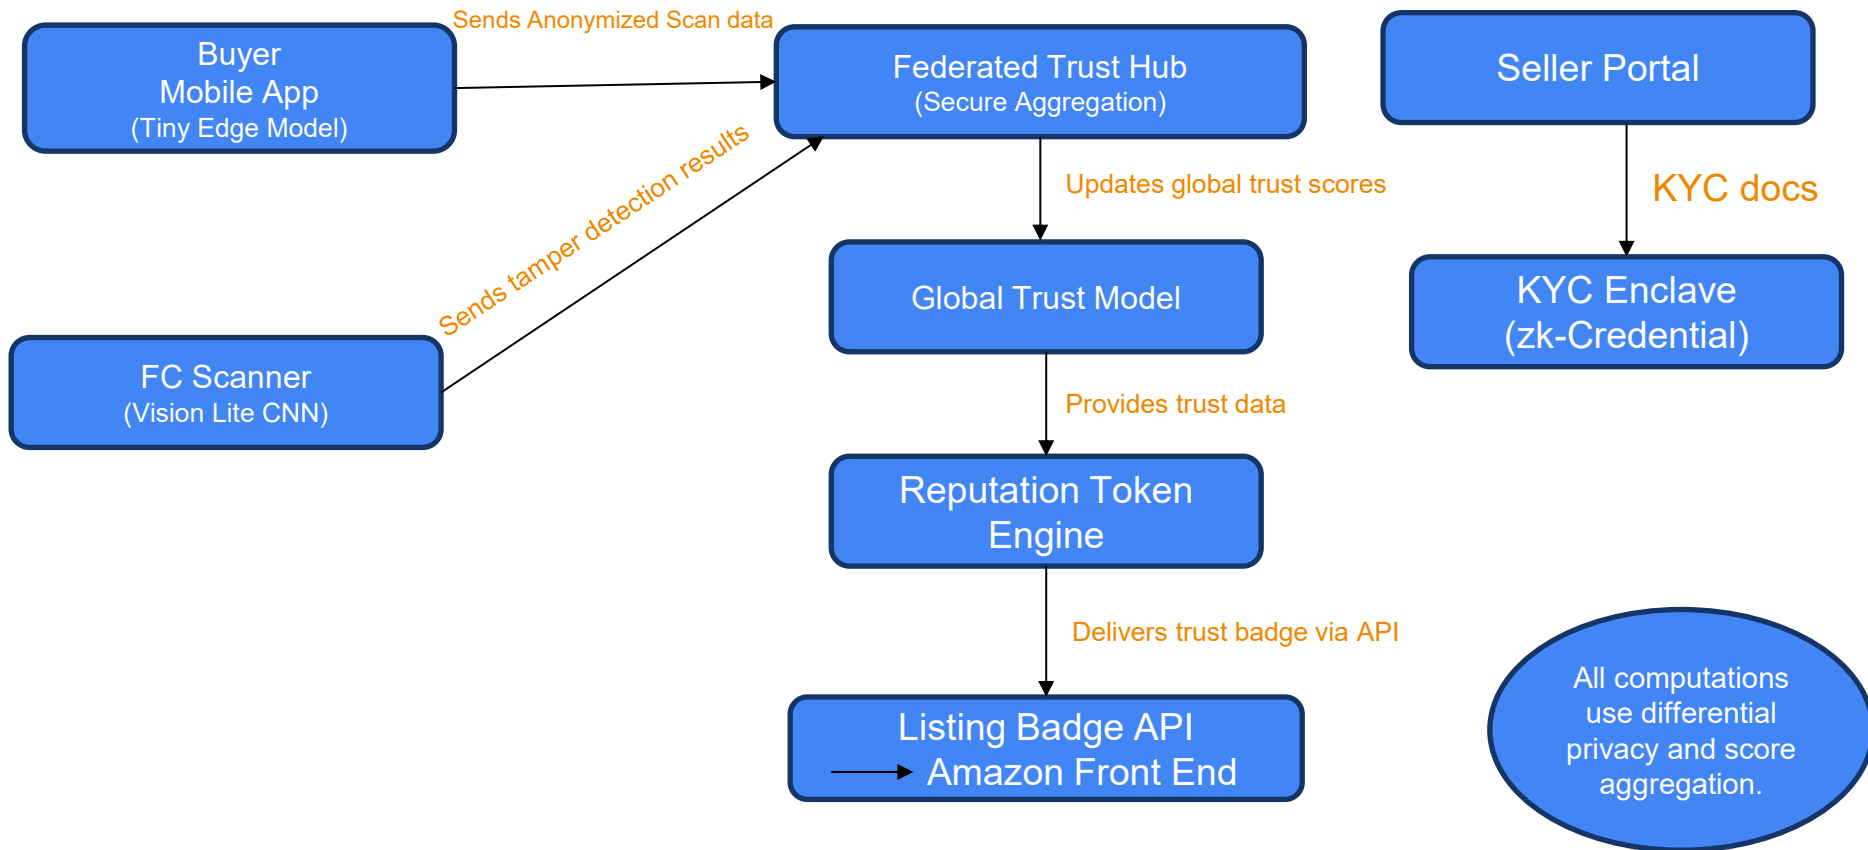 Sends Anonymized Scan data
Buyer
Mobile App
(Tiny Edge Model)
Federated Trust Hub
(Secure Aggregation)
Seller Portal
Sends tamper detection results
Updates global trust scores
KYC docs
Global Trust Model
KYC Enclave
(zk-Credential)
FC Scanner
(Vision Lite CNN)
Provides trust data
Reputation Token
Engine
Delivers trust badge via API
Listing Badge API
Amazon Front End
All computations
use differential
privacy and score
aggregation.